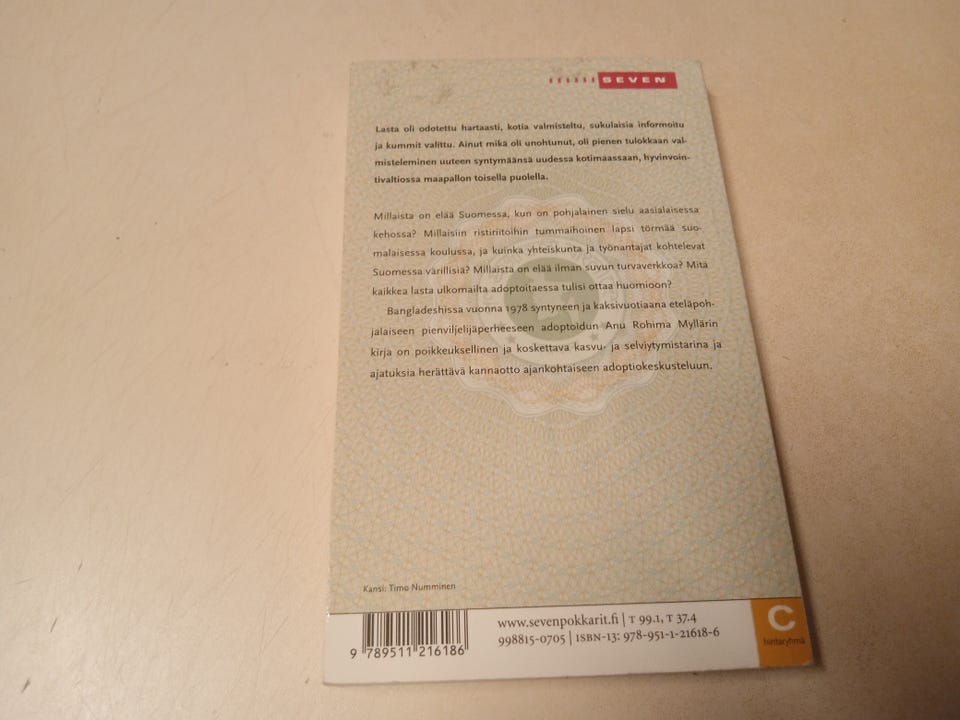 SEVEN
Lasta oli odotettu hartaasti, kotia valmisteltu, sukulaisia informoitu
ja kummit valittu. Ainut mikä oli unohtunut, oli pienen tulokkaan val-
misteleminen uuteen syntymäänsä uudessa kotimaassaan, hyvinvoin-
tivaltiossa maapallon toisella puolella.
Millaista on elää Suomessa, kun on pohjalainen sielu aasialaisessa
kehossa? Millaisiin ristiriitoihin tummaihoinen lapsi törmää suo-
malaisessa koulussa, ja kuinka yhteiskunta ja työnantajat kohtelevat
Suomessa värillisiä? Millaista on elää ilman suvun turvaverkkoa? Mitä
kaikkea lasta ulkomailta adoptoitaessa tulisi ottaa huomioon?
Bangladeshissa vuonna 1978 syntyneen ja kaksivuotiaana eteläpoh-
jalaiseen pienviljelijäperheeseen adoptoidun Anu Rohima Myllärin
kirja on poikkeuksellinen ja koskettava kasvu- ja selviytymistarina ja
ajatuksia herättävä kannaotto ajankohtaiseen adoptiokeskusteluun.
Kansi: Timo Numminen
www.sevenpokkarit.fi | T 99.1, T 37.4
998815-0705 | ISBN-13: 978-951-1-21618-6
9 789511 216186
C
hintaryhmä